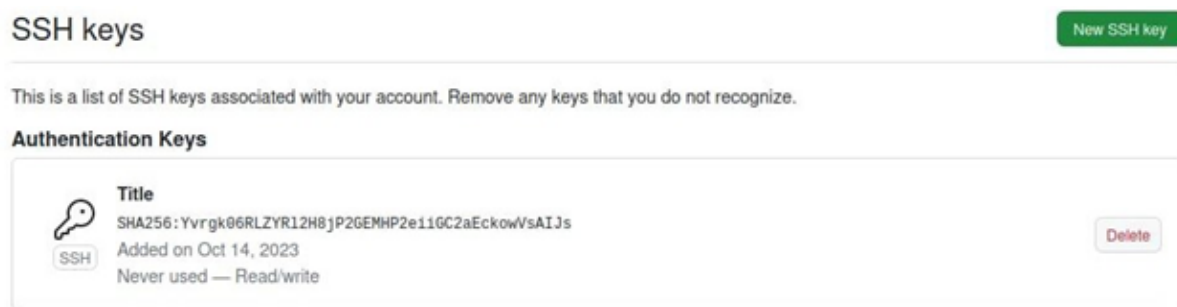 SSH keys
New SSH key
This is a list of SSH keys associated with your account. Remove any keys that you do not recognize.
Authentication Keys
Title
SHA256:Yvrgk06RLZYRl2H8jP2GEMHP2eiiGC2aEckowVsAIJs
SSH
Added on Oct 14, 2023
Delete
Never used — Read/write